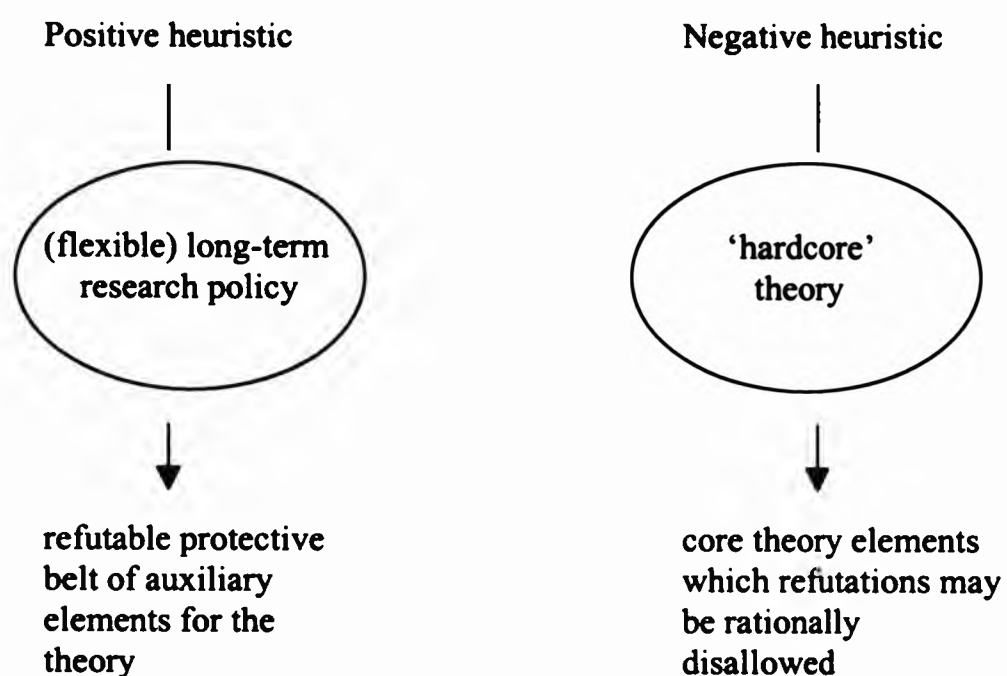 Positive heuristic
(flexible) long-term
research policy
refutable protective
belt of auxiliary
elements for the
theory
Negative heuristic
‘hardcore’
theory
core theory elements
which refutations may
be rationally
disallowed